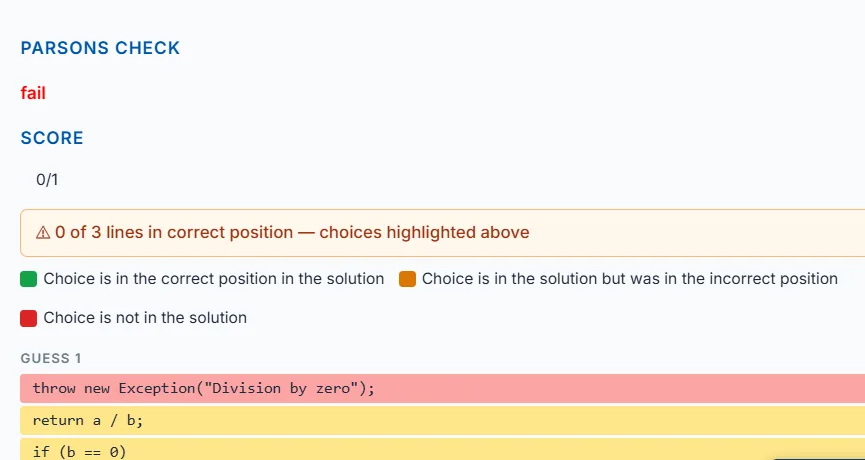 PARSONS CHECK
fail
SCORE
0/1
⚠ 0 of 3 lines in correct position — choices highlighted above
Choice is in the correct position in the solution Choice is in the solution but was in the incorrect position
Choice is not in the solution
GUESS 1
throw new Exception("Division by zero");
return a / b;
if (b == 0)